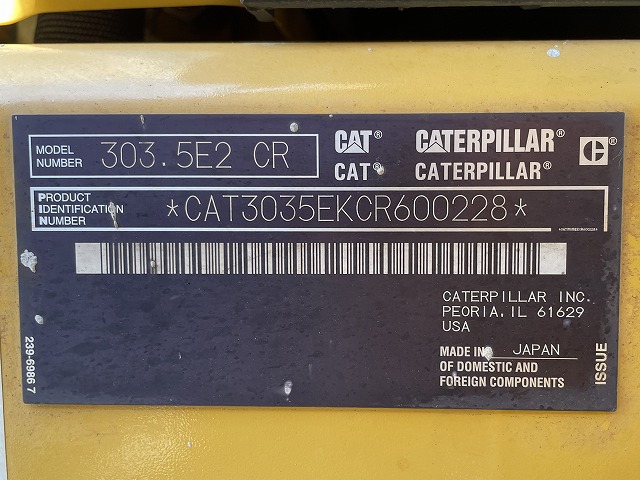 MODEL NUMBER 303.5E2 CR
CAT® CATERPILLAR®
CAT® CATERPILLAR®
C
PRODUCT IDENTIFICATION NUMBER *CAT3035EKCR600228*
CATERPILLAR INC.
PEORIA, IL 61629
USA
MADE IN JAPAN
OF DOMESTIC AND
FOREIGN COMPONENTS
ISSUE
239-6986 7